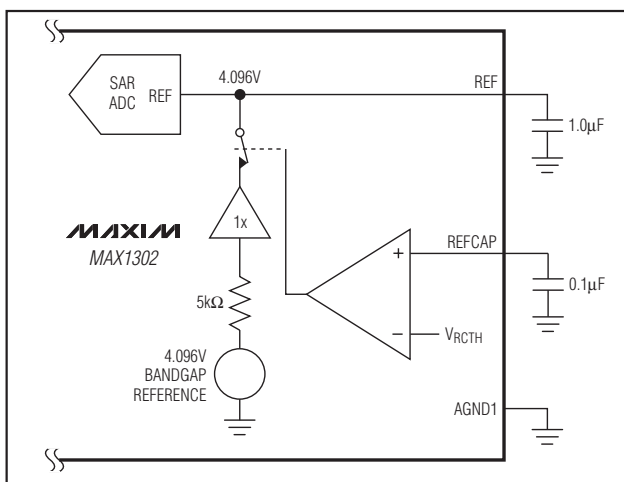 4.096V
REF
SAR
ADC
REF
1.0µF
MAXIM
MAX1302
1x
+
REFCAP
0.1µF
5kΩ
−
VRCTH
4.096V
BANDGAP
REFERENCE
AGND1